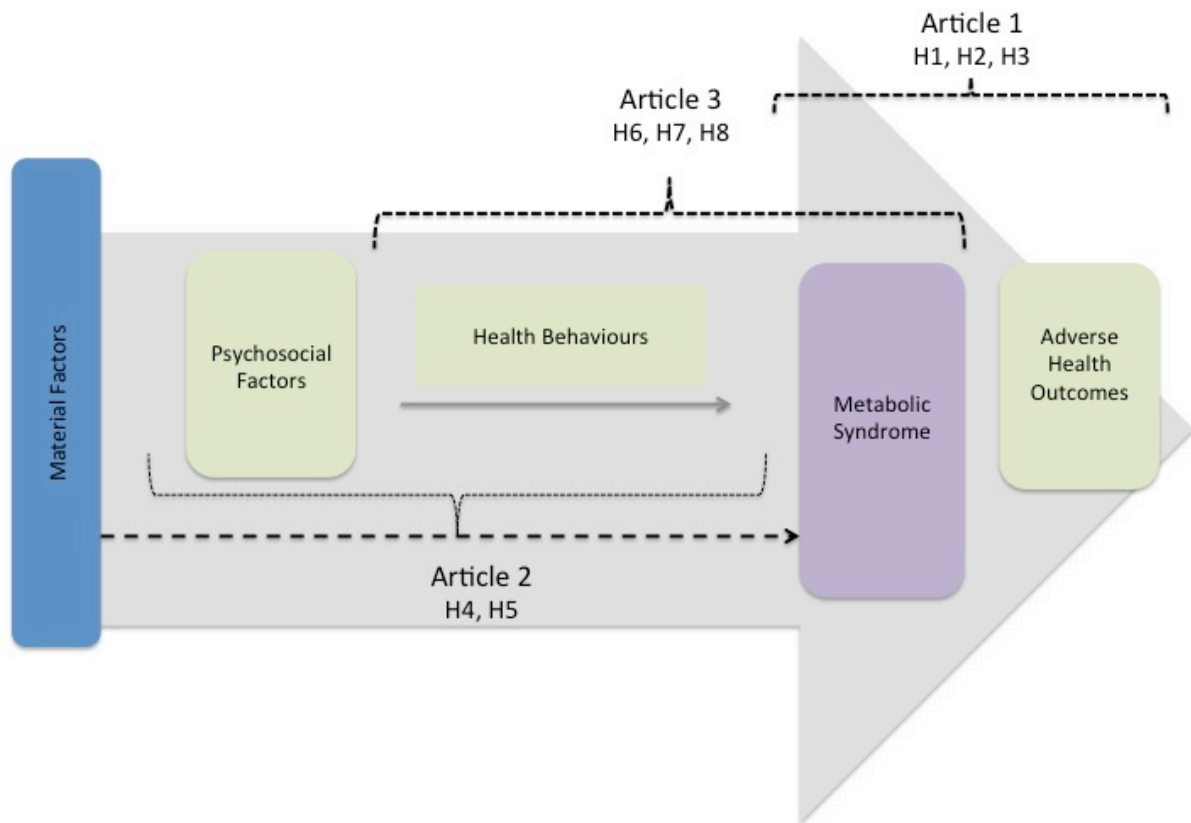 Article 1
H1, H2, H3
Article 3
H6, H7, H8
Material Factors
Psychosocial
Factors
Health Behaviours
Metabolic
Syndrome
Adverse
Health
Outcomes
Article 2
H4, H5